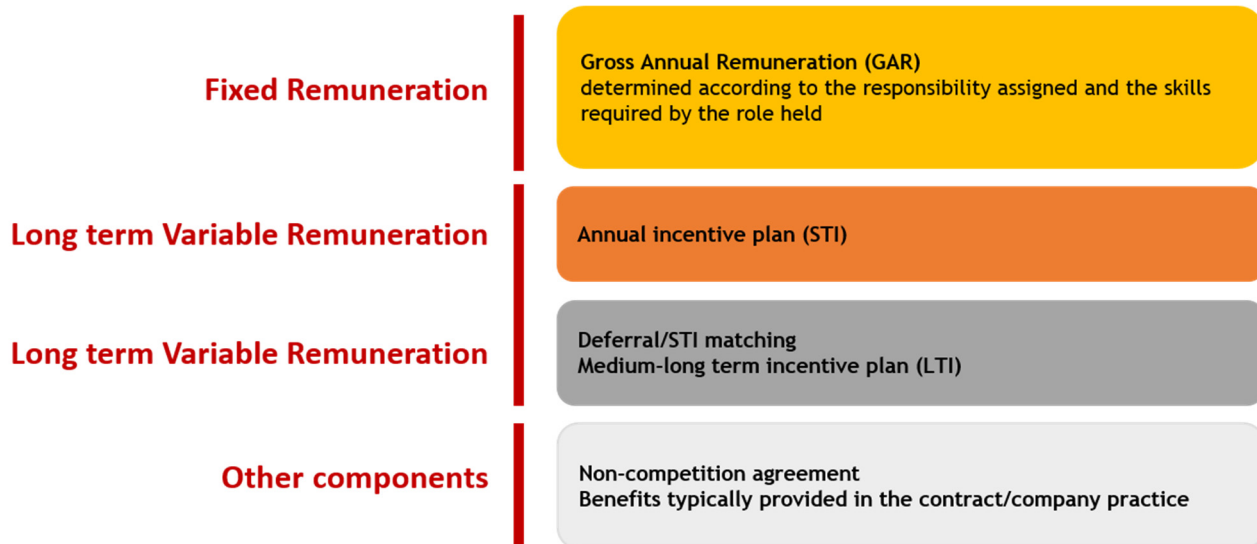 Fixed Remuneration
Gross Annual Remuneration (GAR)
determined according to the responsibility assigned and the skills
required by the role held
Long term Variable Remuneration
Annual incentive plan (STI)
Long term Variable Remuneration
Deferral/STI matching
Medium-long term incentive plan (LTI)
Other components
Non-competition agreement
Benefits typically provided in the contract/company practice